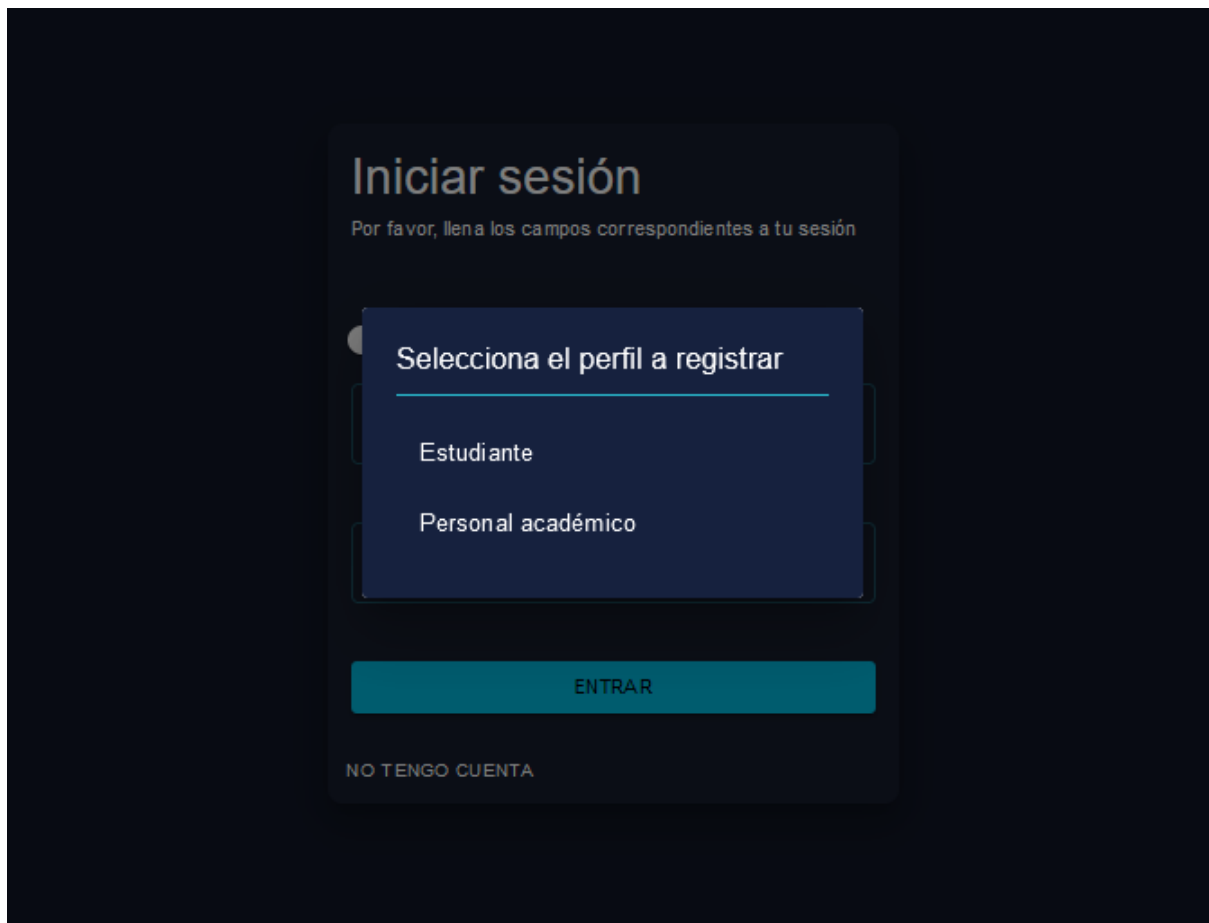 Iniciar sesión
Por favor, llena los campos correspondientes a tu sesión
Selecciona el perfil a registrar
Estudiante
Personal académico
ENTRAR
NO TENGO CUENTA